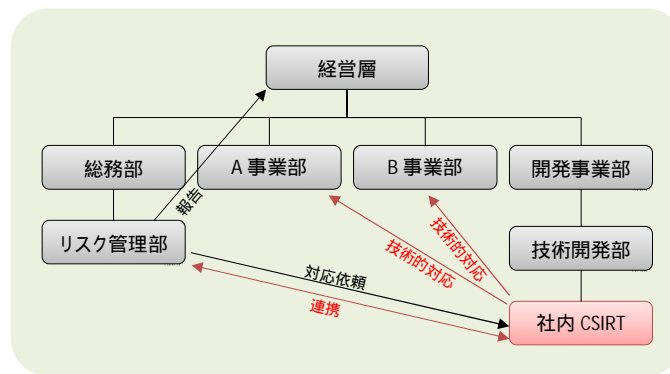 経営層
総務部
A 事業部
B 事業部
開発事業部
報告
リスク管理部
技術的対応
技術的対応
技術開発部
対応依頼
連携
社内 CSIRT